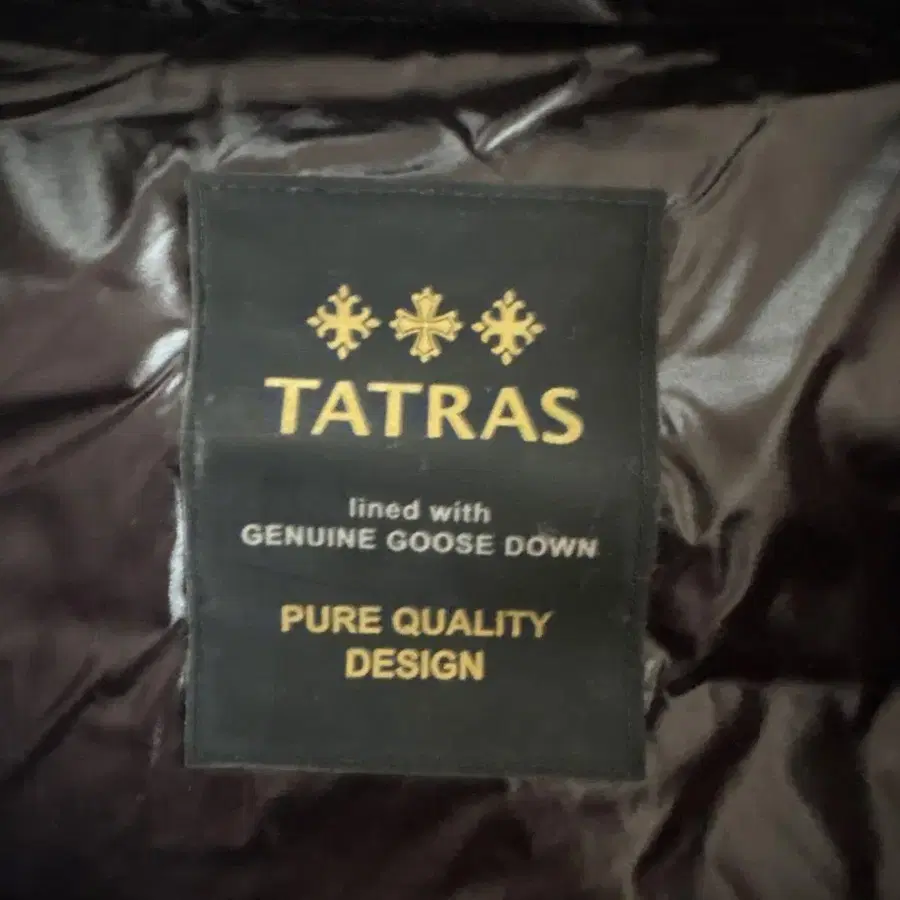 TATRAS
lined with
GENUINE GOOSE DOWN
PURE QUALITY
DESIGN